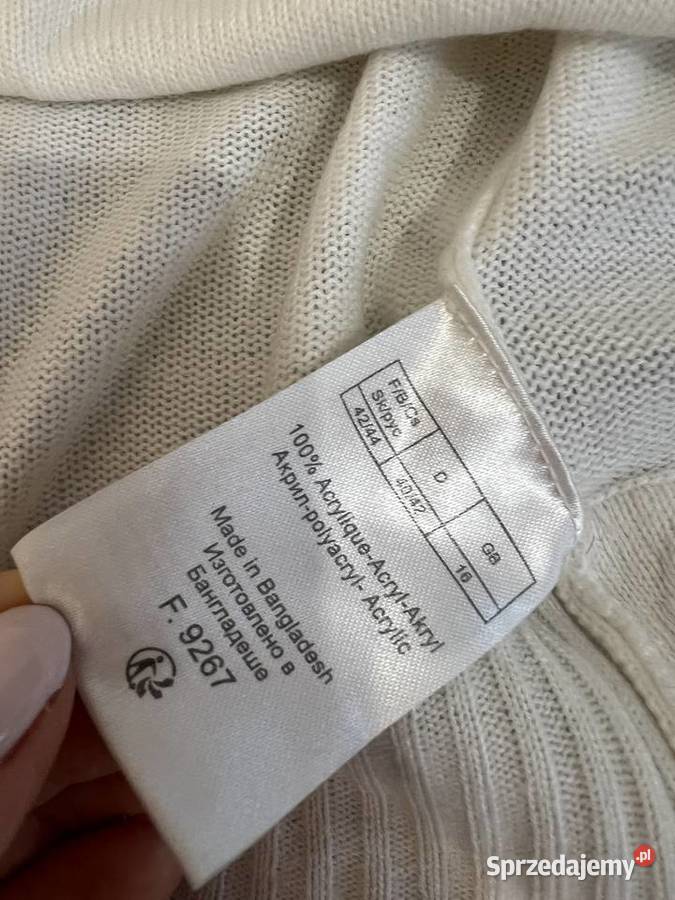 F/B/Cs
Sk/рус
D
GB
42/44
40/42
16
100% Acrylique-Acryl-Akryl
Акрил-polyacryl- Acrylic
Made in Bangladesh
Изготовлено в
Бангладеше
F. 9267
Sprzedajemy.pl